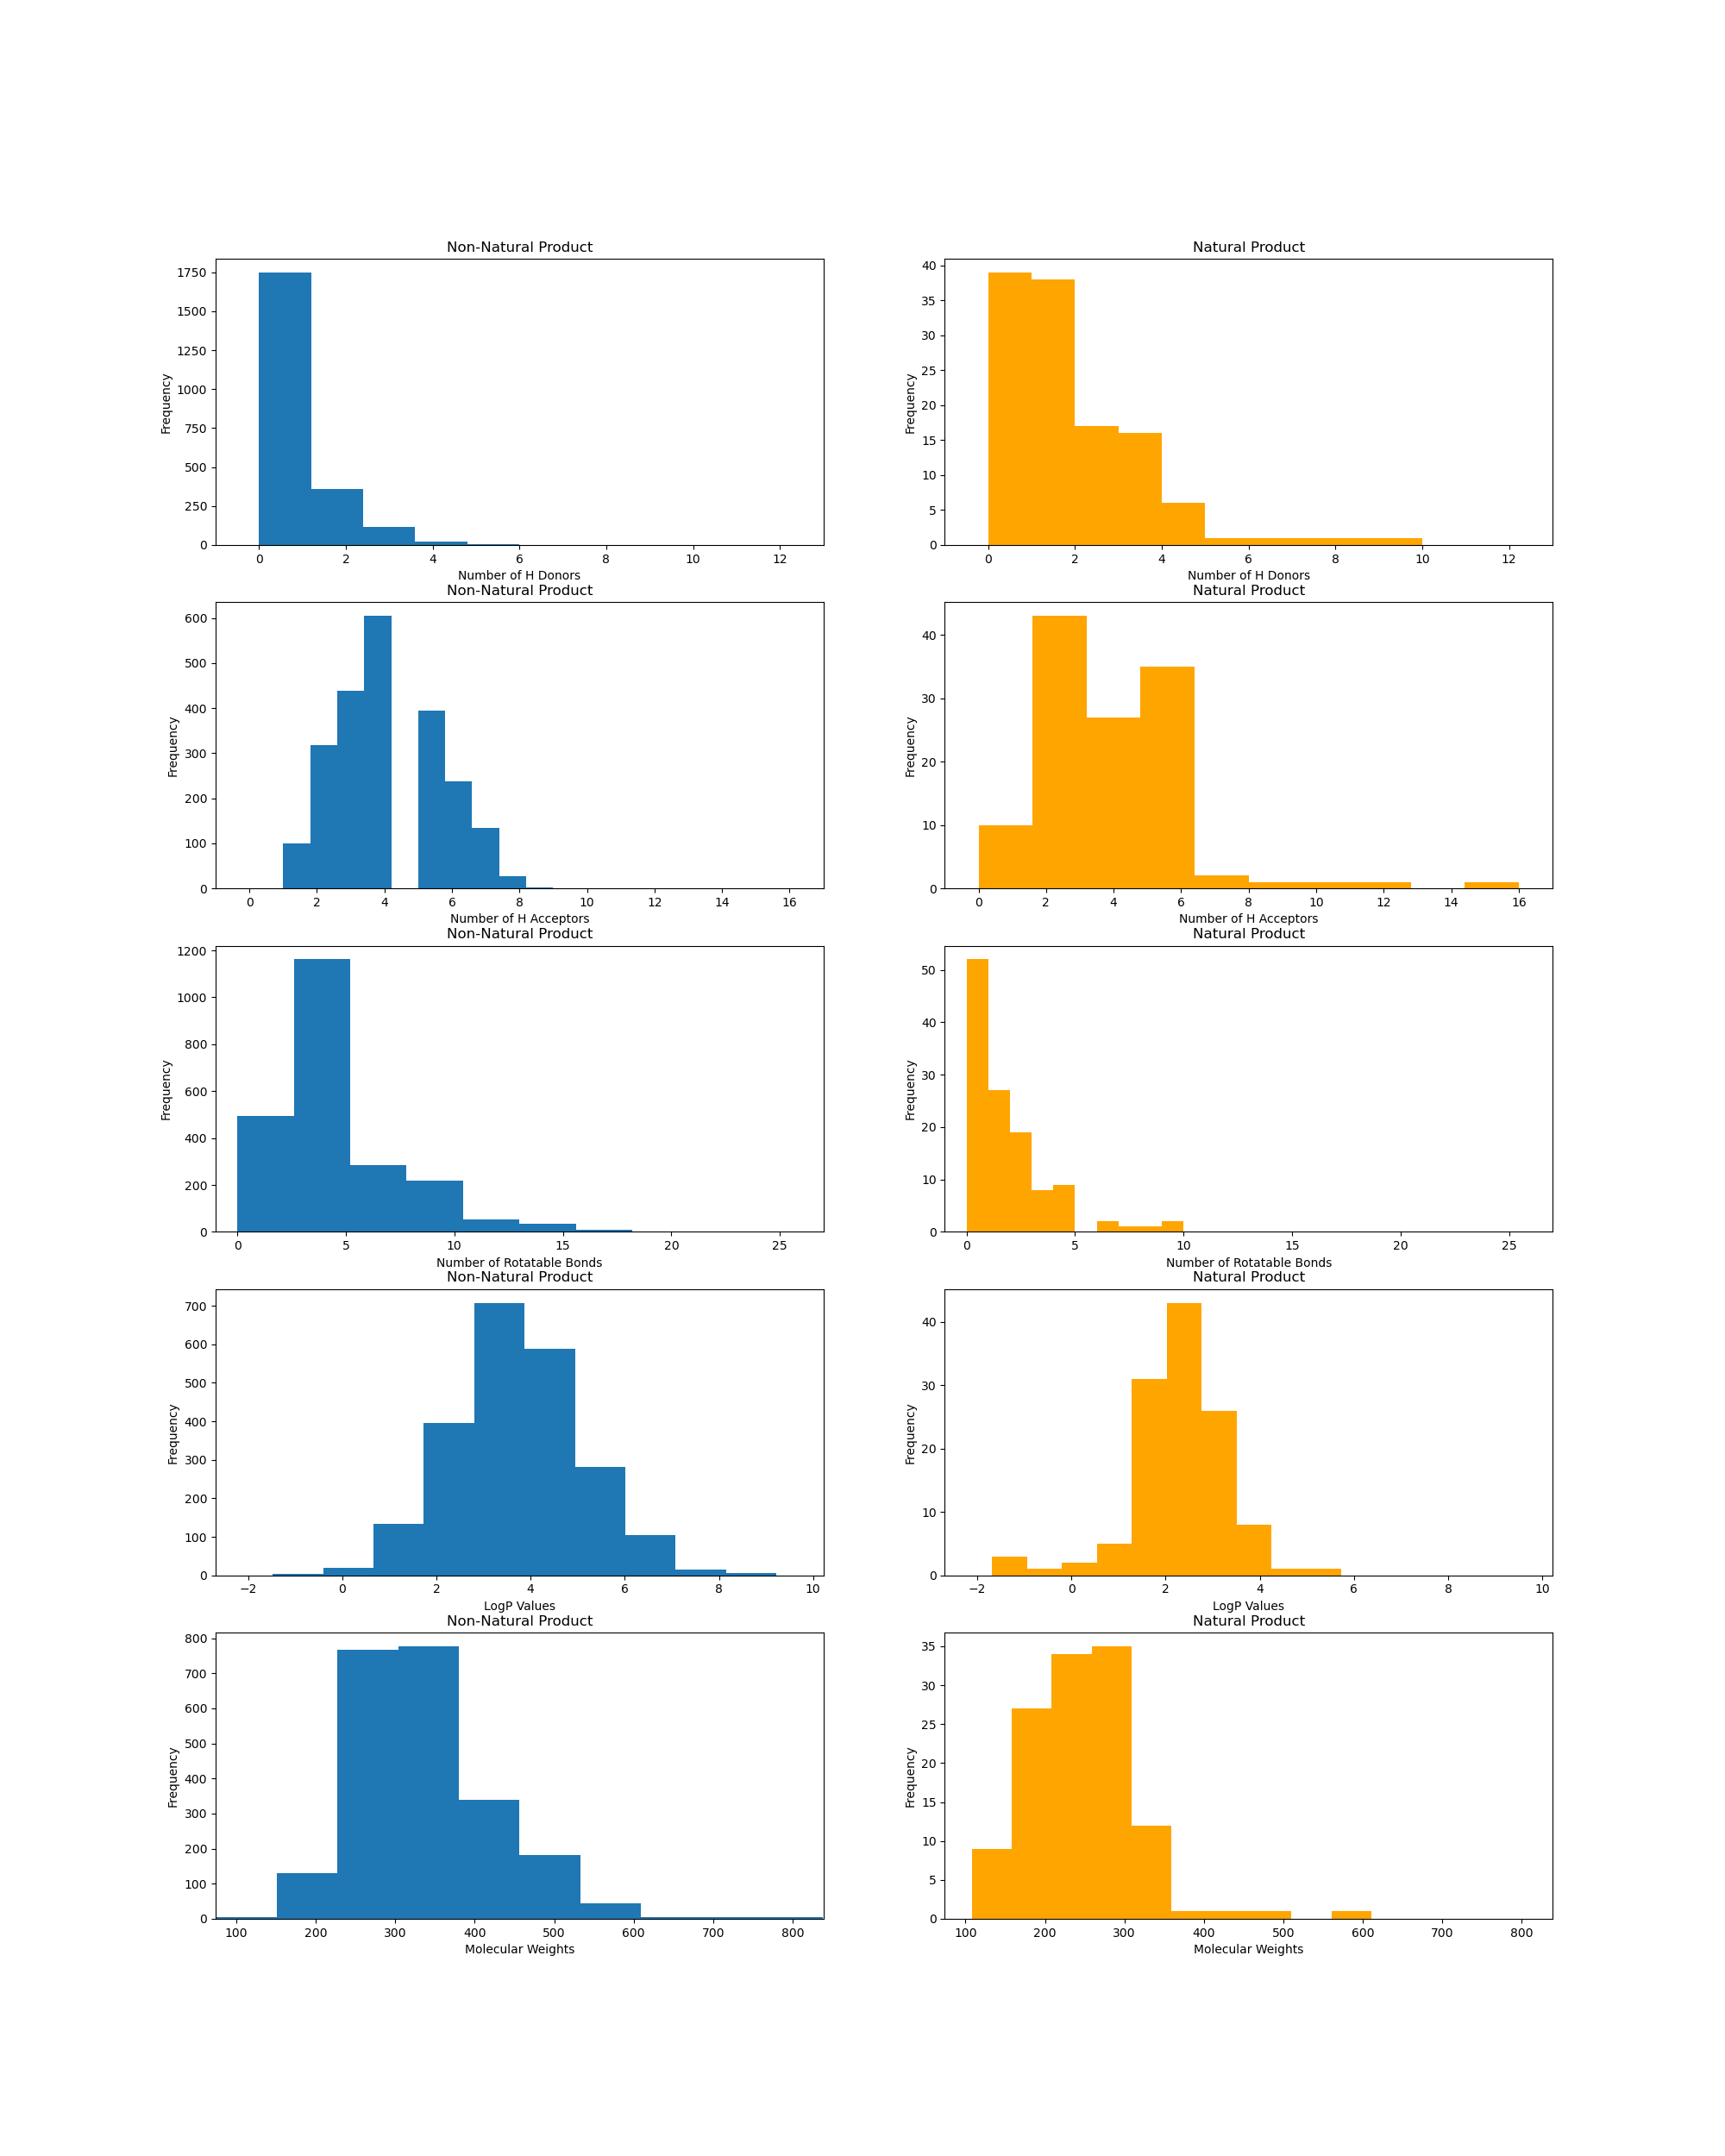 Non-Natural Product
Frequency
1750
1500
1250
1000
750
500
250
0
0 2 4 6 8 10 12
Number of H Donors
Natural Product
Frequency
40
35
30
25
20
15
10
5
0
0 2 4 6 8 10 12
Number of H Donors
Non-Natural Product
Frequency
600
500
400
300
200
100
0
0 2 4 6 8 10 12 14 16
Number of H Acceptors
Natural Product
Frequency
40
30
20
10
0
0 2 4 6 8 10 12 14 16
Number of H Acceptors
Non-Natural Product
Frequency
1200
1000
800
600
400
200
0
0 5 10 15 20 25
Number of Rotatable Bonds
Natural Product
Frequency
50
40
30
20
10
0
0 5 10 15 20 25
Number of Rotatable Bonds
Non-Natural Product
Frequency
700
600
500
400
300
200
100
0
−2 0 2 4 6 8 10
LogP Values
Natural Product
Frequency
40
30
20
10
0
−2 0 2 4 6 8 10
LogP Values
Non-Natural Product
Frequency
800
700
600
500
400
300
200
100
0
100 200 300 400 500 600 700 800
Molecular Weights
Natural Product
Frequency
35
30
25
20
15
10
5
0
100 200 300 400 500 600 700 800
Molecular Weights